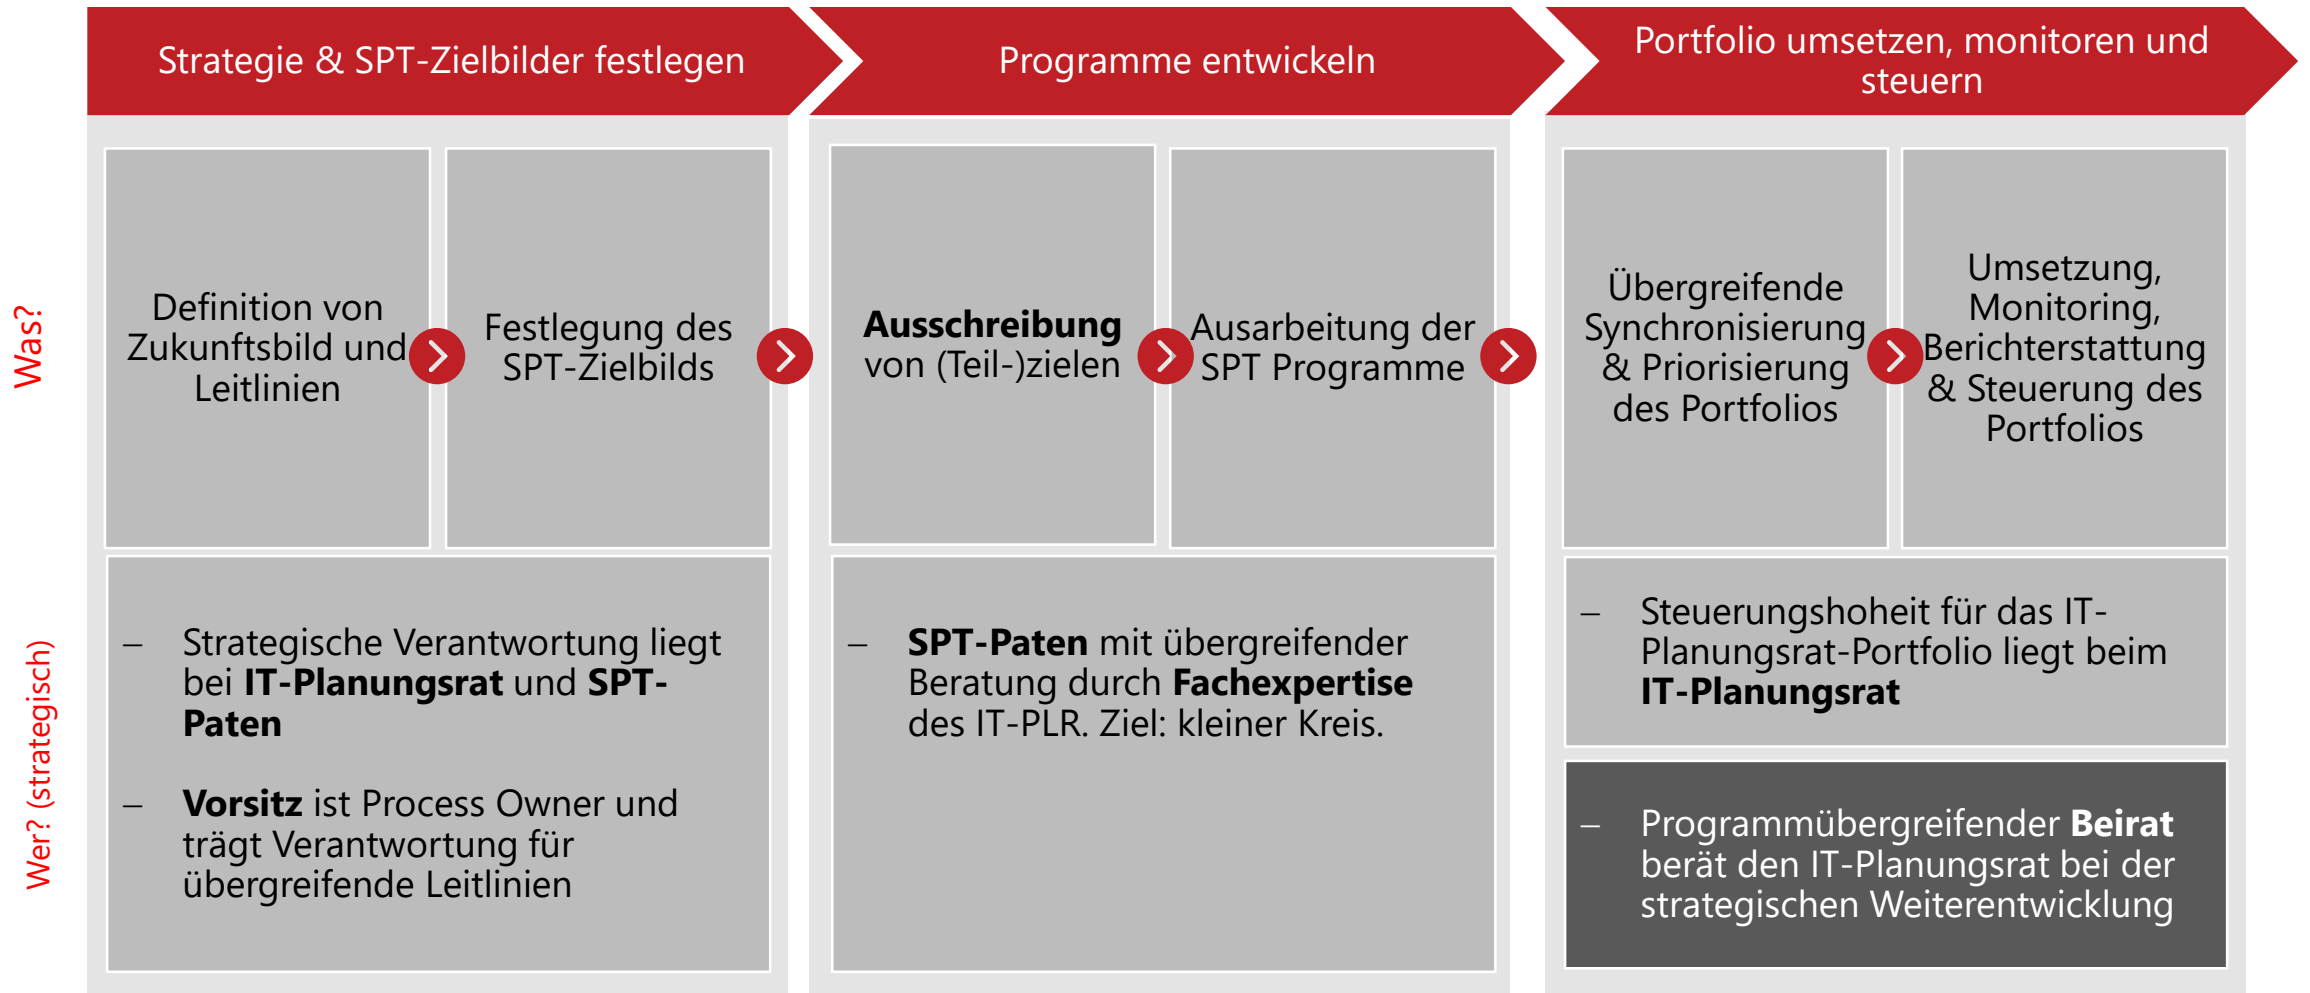 Strategie & SPT-Zielbilder festlegen
Programme entwickeln
Portfolio umsetzen, monitoren und
steuern
Was?
Definition von
Zukunftsbild und
Leitlinien
Festlegung des
SPT-Zielbilds
Ausschreibung
von (Teil-)zielen
Ausarbeitung der
SPT Programme
Übergreifende
Synchronisierung
& Priorisierung
des Portfolios
Umsetzung,
Monitoring,
Berichterstattung
& Steuerung des
Portfolios
Wer? (strategisch)
– Strategische Verantwortung liegt
bei IT-Planungsrat und SPT-
Paten
– Vorsitz ist Process Owner und
trägt Verantwortung für
übergreifende Leitlinien
– SPT-Paten mit übergreifender
Beratung durch Fachexpertise
des IT-PLR. Ziel: kleiner Kreis.
– Steuerungshoheit für das IT-
Planungsrat-Portfolio liegt beim
IT-Planungsrat
– Programmübergreifender Beirat
berät den IT-Planungsrat bei der
strategischen Weiterentwicklung